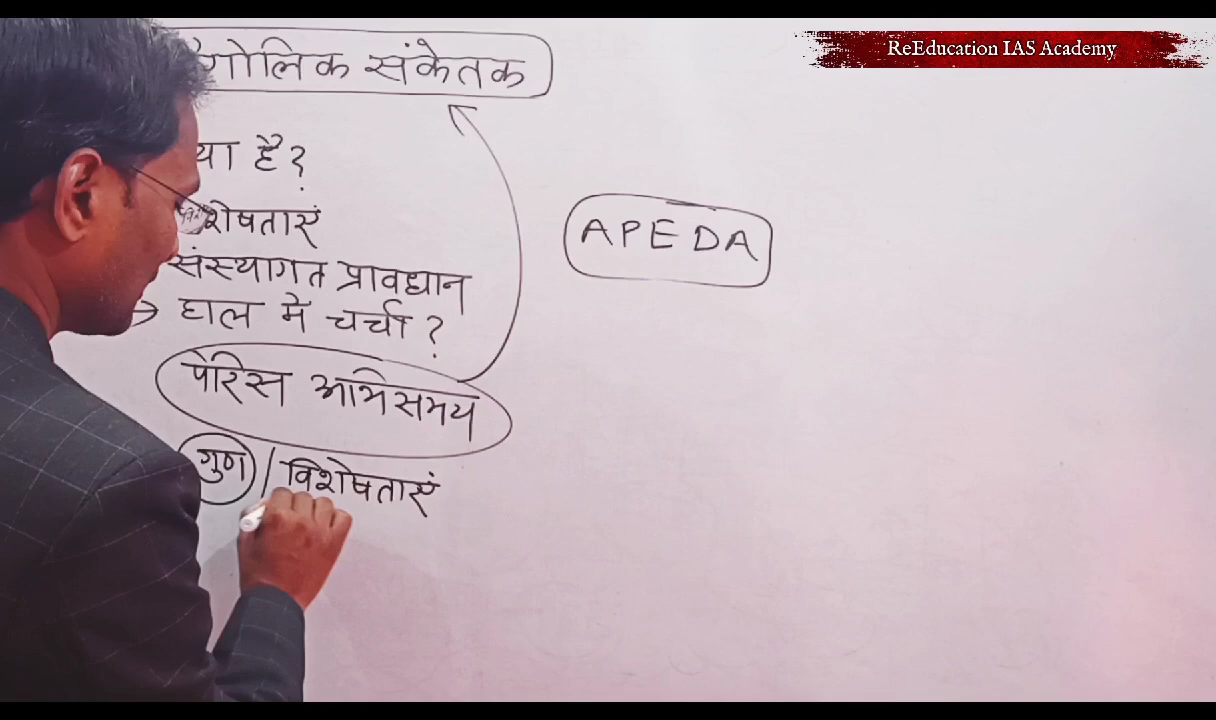 गोलिक संकेतक
ReEducation IAS Academy
या है?
शेषताएं
APEDA
संस्थागत प्रावधान
→ हाल में चर्चा?
पेरिस अभिसमय
गुण / विशेषताएं